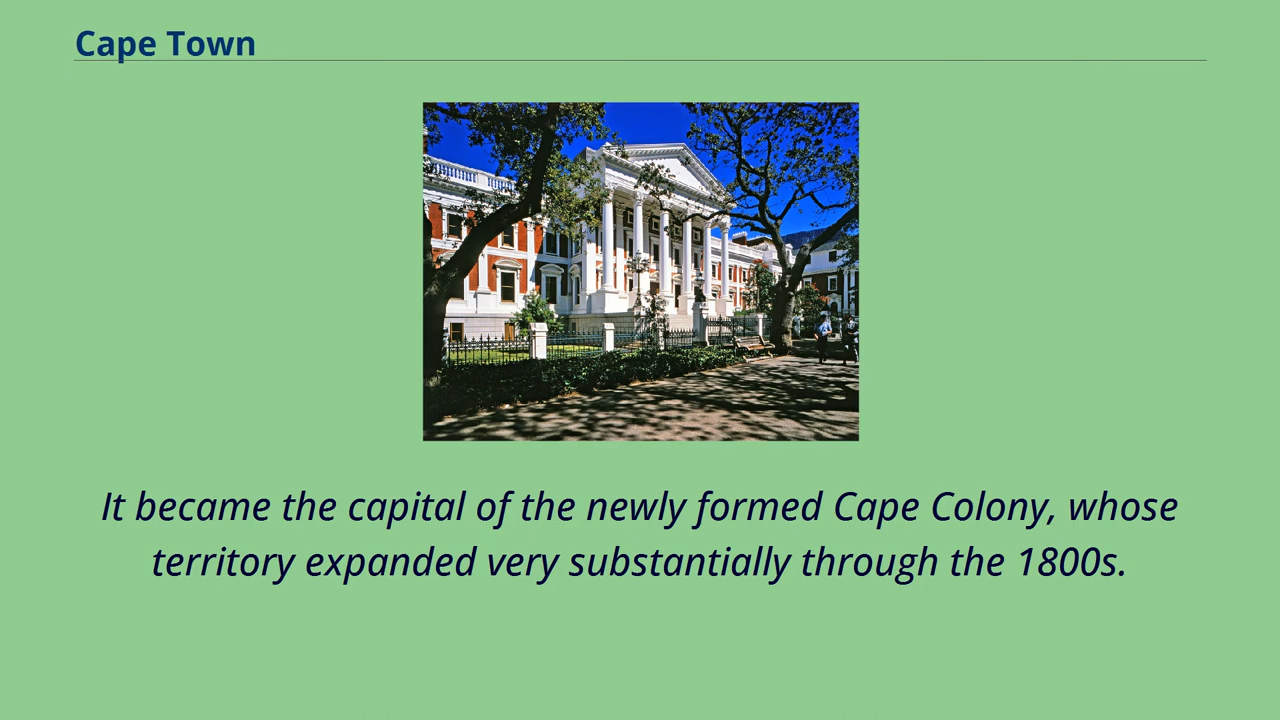 Cape Town
It became the capital of the newly formed Cape Colony, whose
territory expanded very substantially through the 1800s.